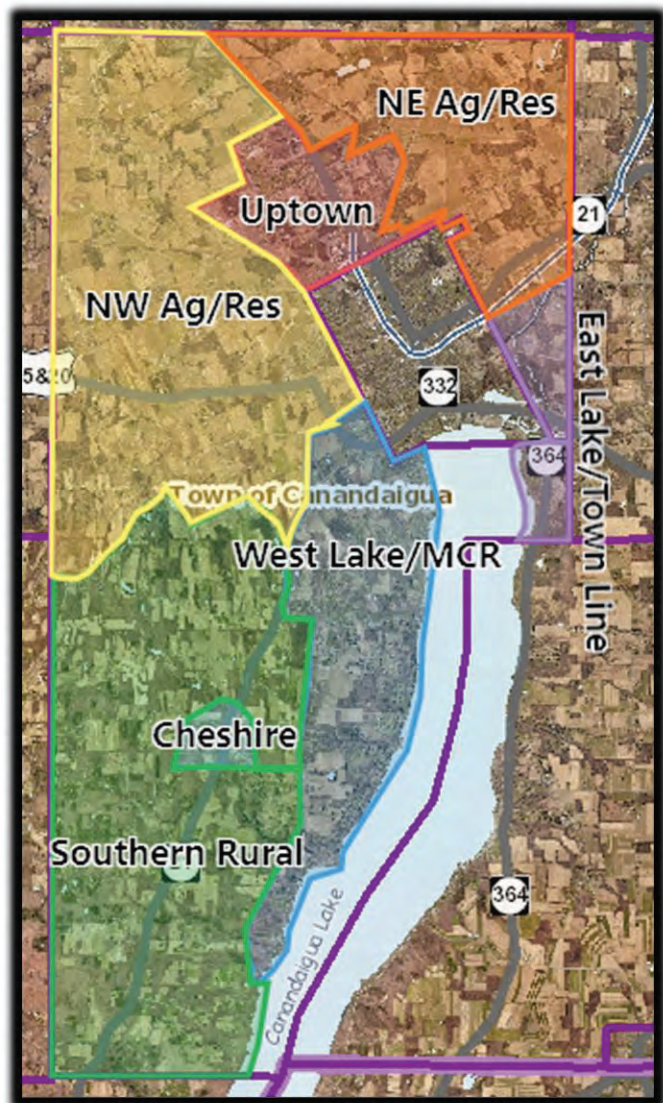 NE Ag/Res
Uptown
21
NW Ag/Res
5&20
332
East Lake/Town Line
364
Town of Canandaigua
West Lake/MCR
Cheshire
Southern Rural
364
Canandaigua Lake